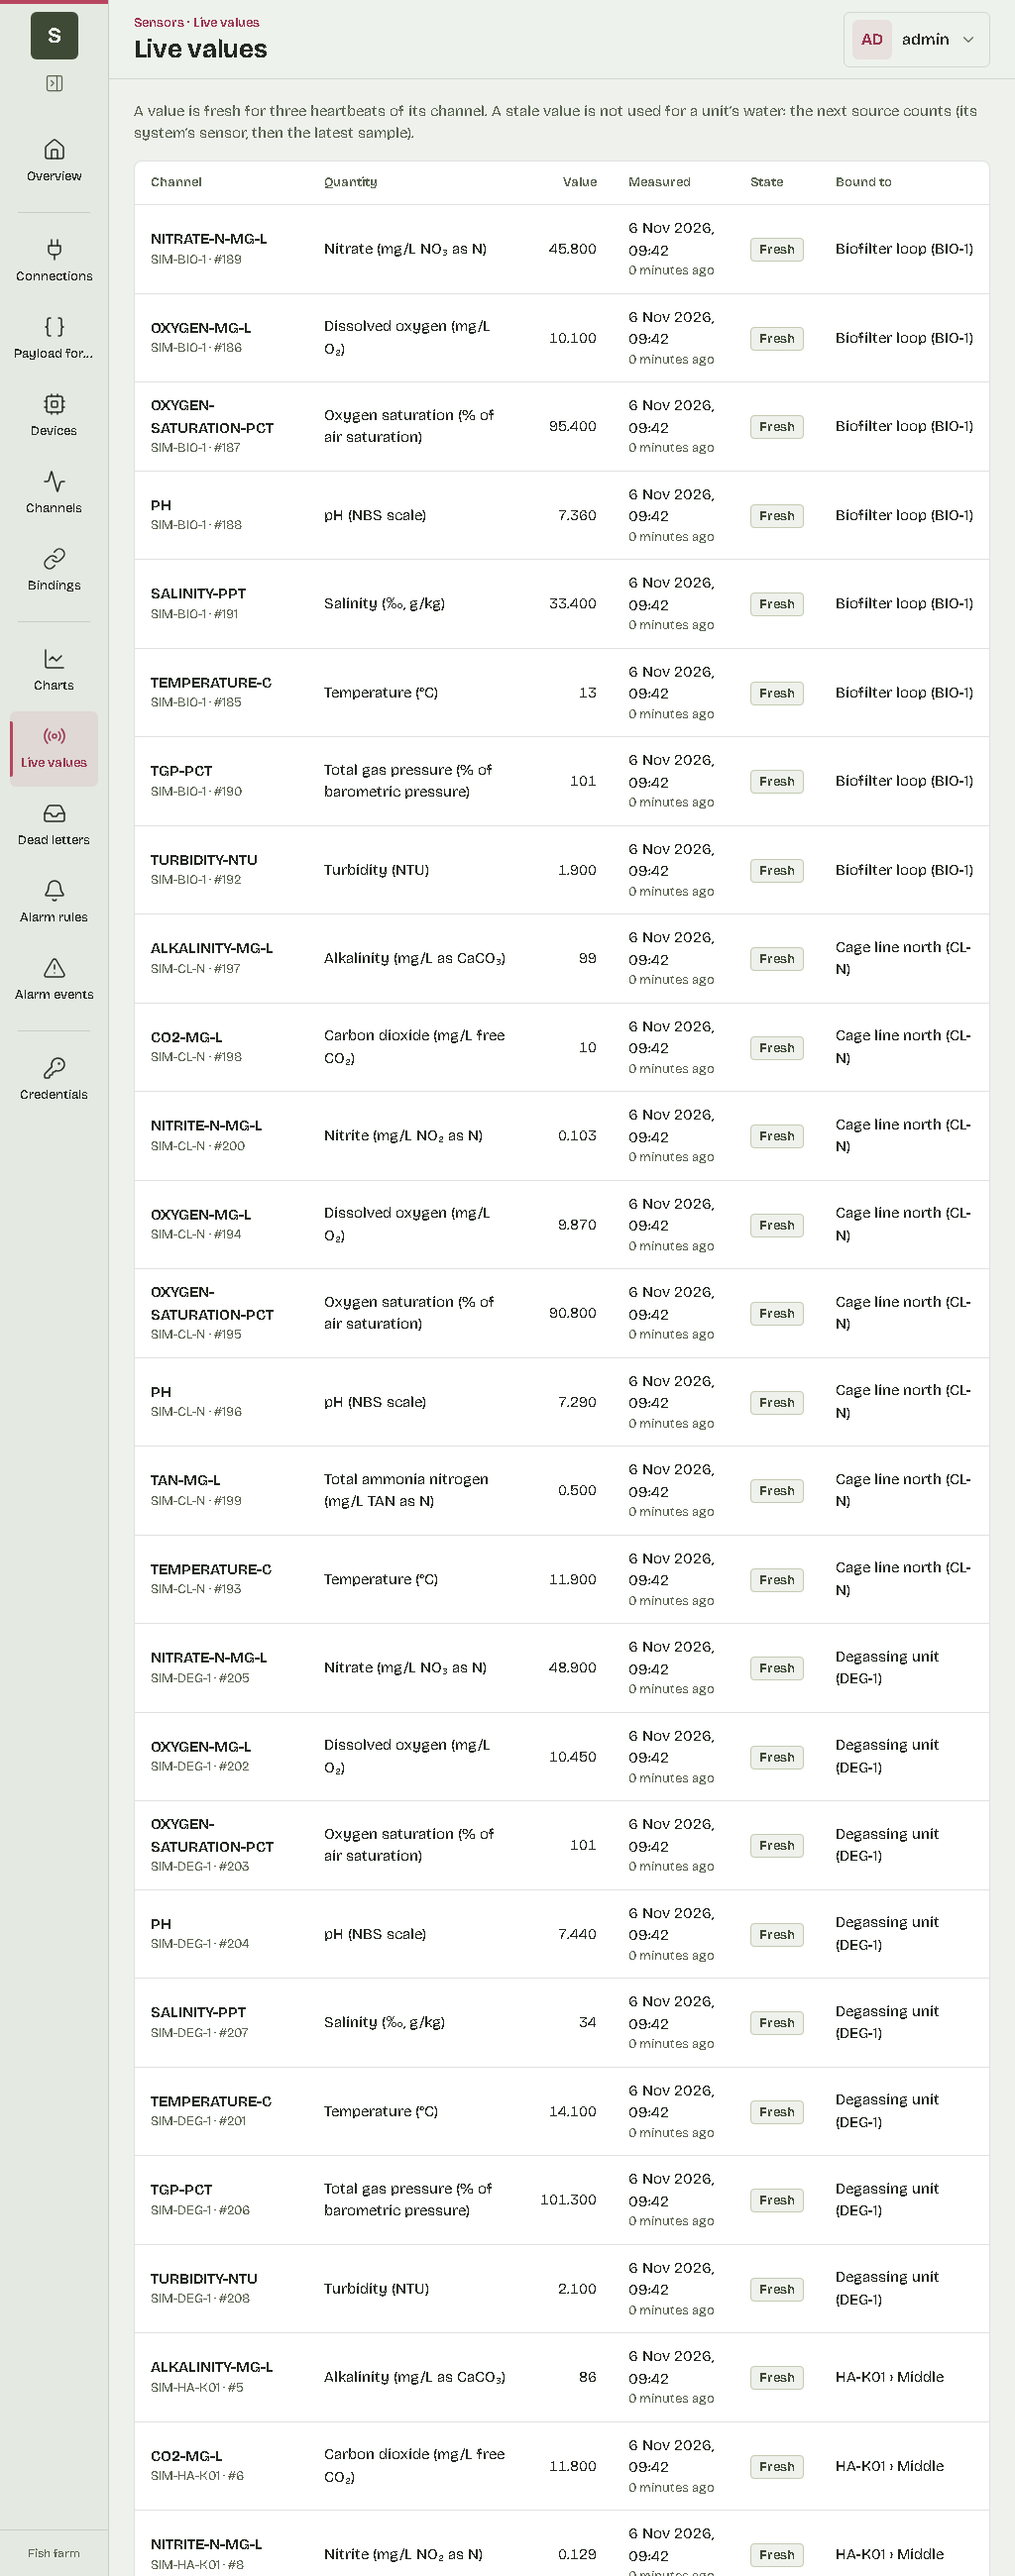 S
Overview
Connections
Payload for...
Devices
Channels
Bindings
Charts
Live values
Dead letters
Alarm rules
Alarm events
Credentials
Fish farm
Sensors · Live values
Live values
AD admin
A value is fresh for three heartbeats of its channel. A stale value is not used for a unit's water: the next source counts (its
system's sensor, then the latest sample).
Channel Quantity Value Measured State Bound to
NITRATE-N-MG-L
SIM-BIO-1 · #189
Nitrate (mg/L NO₃ as N)
45.800
6 Nov 2026,
09:42
0 minutes ago
Fresh
Biofilter loop (BIO-1)
OXYGEN-MG-L
SIM-BIO-1 · #186
Dissolved oxygen (mg/L
O₂)
10.100
6 Nov 2026,
09:42
0 minutes ago
Fresh
Biofilter loop (BIO-1)
OXYGEN-
SATURATION-PCT
SIM-BIO-1 · #187
Oxygen saturation (% of
air saturation)
95.400
6 Nov 2026,
09:42
0 minutes ago
Fresh
Biofilter loop (BIO-1)
PH
SIM-BIO-1 · #188
pH (NBS scale)
7.360
6 Nov 2026,
09:42
0 minutes ago
Fresh
Biofilter loop (BIO-1)
SALINITY-PPT
SIM-BIO-1 · #191
Salinity (‰, g/kg)
33.400
6 Nov 2026,
09:42
0 minutes ago
Fresh
Biofilter loop (BIO-1)
TEMPERATURE-C
SIM-BIO-1 · #185
Temperature (°C)
13
6 Nov 2026,
09:42
0 minutes ago
Fresh
Biofilter loop (BIO-1)
TGP-PCT
SIM-BIO-1 · #190
Total gas pressure (% of
barometric pressure)
101
6 Nov 2026,
09:42
0 minutes ago
Fresh
Biofilter loop (BIO-1)
TURBIDITY-NTU
SIM-BIO-1 · #192
Turbidity (NTU)
1.900
6 Nov 2026,
09:42
0 minutes ago
Fresh
Biofilter loop (BIO-1)
ALKALINITY-MG-L
SIM-CL-N · #197
Alkalinity (mg/L as CaCO₃)
99
6 Nov 2026,
09:42
0 minutes ago
Fresh
Cage line north (CL-
N)
CO2-MG-L
SIM-CL-N · #198
Carbon dioxide (mg/L free
CO₂)
10
6 Nov 2026,
09:42
0 minutes ago
Fresh
Cage line north (CL-
N)
NITRITE-N-MG-L
SIM-CL-N · #200
Nitrite (mg/L NO₂ as N)
0.103
6 Nov 2026,
09:42
0 minutes ago
Fresh
Cage line north (CL-
N)
OXYGEN-MG-L
SIM-CL-N · #194
Dissolved oxygen (mg/L
O₂)
9.870
6 Nov 2026,
09:42
0 minutes ago
Fresh
Cage line north (CL-
N)
OXYGEN-
SATURATION-PCT
SIM-CL-N · #195
Oxygen saturation (% of
air saturation)
90.800
6 Nov 2026,
09:42
0 minutes ago
Fresh
Cage line north (CL-
N)
PH
SIM-CL-N · #196
pH (NBS scale)
7.290
6 Nov 2026,
09:42
0 minutes ago
Fresh
Cage line north (CL-
N)
TAN-MG-L
SIM-CL-N · #199
Total ammonia nitrogen
(mg/L TAN as N)
0.500
6 Nov 2026,
09:42
0 minutes ago
Fresh
Cage line north (CL-
N)
TEMPERATURE-C
SIM-CL-N · #193
Temperature (°C)
11.900
6 Nov 2026,
09:42
0 minutes ago
Fresh
Cage line north (CL-
N)
NITRATE-N-MG-L
SIM-DEG-1 · #205
Nitrate (mg/L NO₃ as N)
48.900
6 Nov 2026,
09:42
0 minutes ago
Fresh
Degassing unit
(DEG-1)
OXYGEN-MG-L
SIM-DEG-1 · #202
Dissolved oxygen (mg/L
O₂)
10.450
6 Nov 2026,
09:42
0 minutes ago
Fresh
Degassing unit
(DEG-1)
OXYGEN-
SATURATION-PCT
SIM-DEG-1 · #203
Oxygen saturation (% of
air saturation)
101
6 Nov 2026,
09:42
0 minutes ago
Fresh
Degassing unit
(DEG-1)
PH
SIM-DEG-1 · #204
pH (NBS scale)
7.440
6 Nov 2026,
09:42
0 minutes ago
Fresh
Degassing unit
(DEG-1)
SALINITY-PPT
SIM-DEG-1 · #207
Salinity (‰, g/kg)
34
6 Nov 2026,
09:42
0 minutes ago
Fresh
Degassing unit
(DEG-1)
TEMPERATURE-C
SIM-DEG-1 · #201
Temperature (°C)
14.100
6 Nov 2026,
09:42
0 minutes ago
Fresh
Degassing unit
(DEG-1)
TGP-PCT
SIM-DEG-1 · #206
Total gas pressure (% of
barometric pressure)
101.300
6 Nov 2026,
09:42
0 minutes ago
Fresh
Degassing unit
(DEG-1)
TURBIDITY-NTU
SIM-DEG-1 · #208
Turbidity (NTU)
2.100
6 Nov 2026,
09:42
0 minutes ago
Fresh
Degassing unit
(DEG-1)
ALKALINITY-MG-L
SIM-HA-K01 · #5
Alkalinity (mg/L as CaCO₃)
86
6 Nov 2026,
09:42
0 minutes ago
Fresh
HA-K01 › Middle
CO2-MG-L
SIM-HA-K01 · #6
Carbon dioxide (mg/L free
CO₂)
11.800
6 Nov 2026,
09:42
0 minutes ago
Fresh
HA-K01 › Middle
NITRITE-N-MG-L
SIM-HA-K01 · #8
Nitrite (mg/L NO₂ as N)
0.129
6 Nov 2026,
09:42
0 minutes ago
Fresh
HA-K01 › Middle